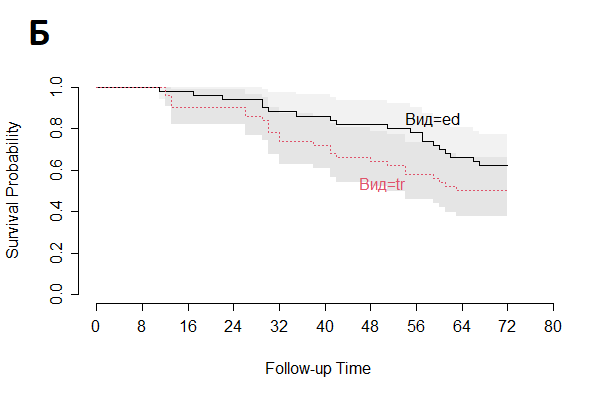 Б
Survival Probability
1.0
0.8
0.6
0.4
0.2
0.0
Вид=ed
Вид=tr
0 8 16 24 32 40 48 56 64 72 80
Follow-up Time